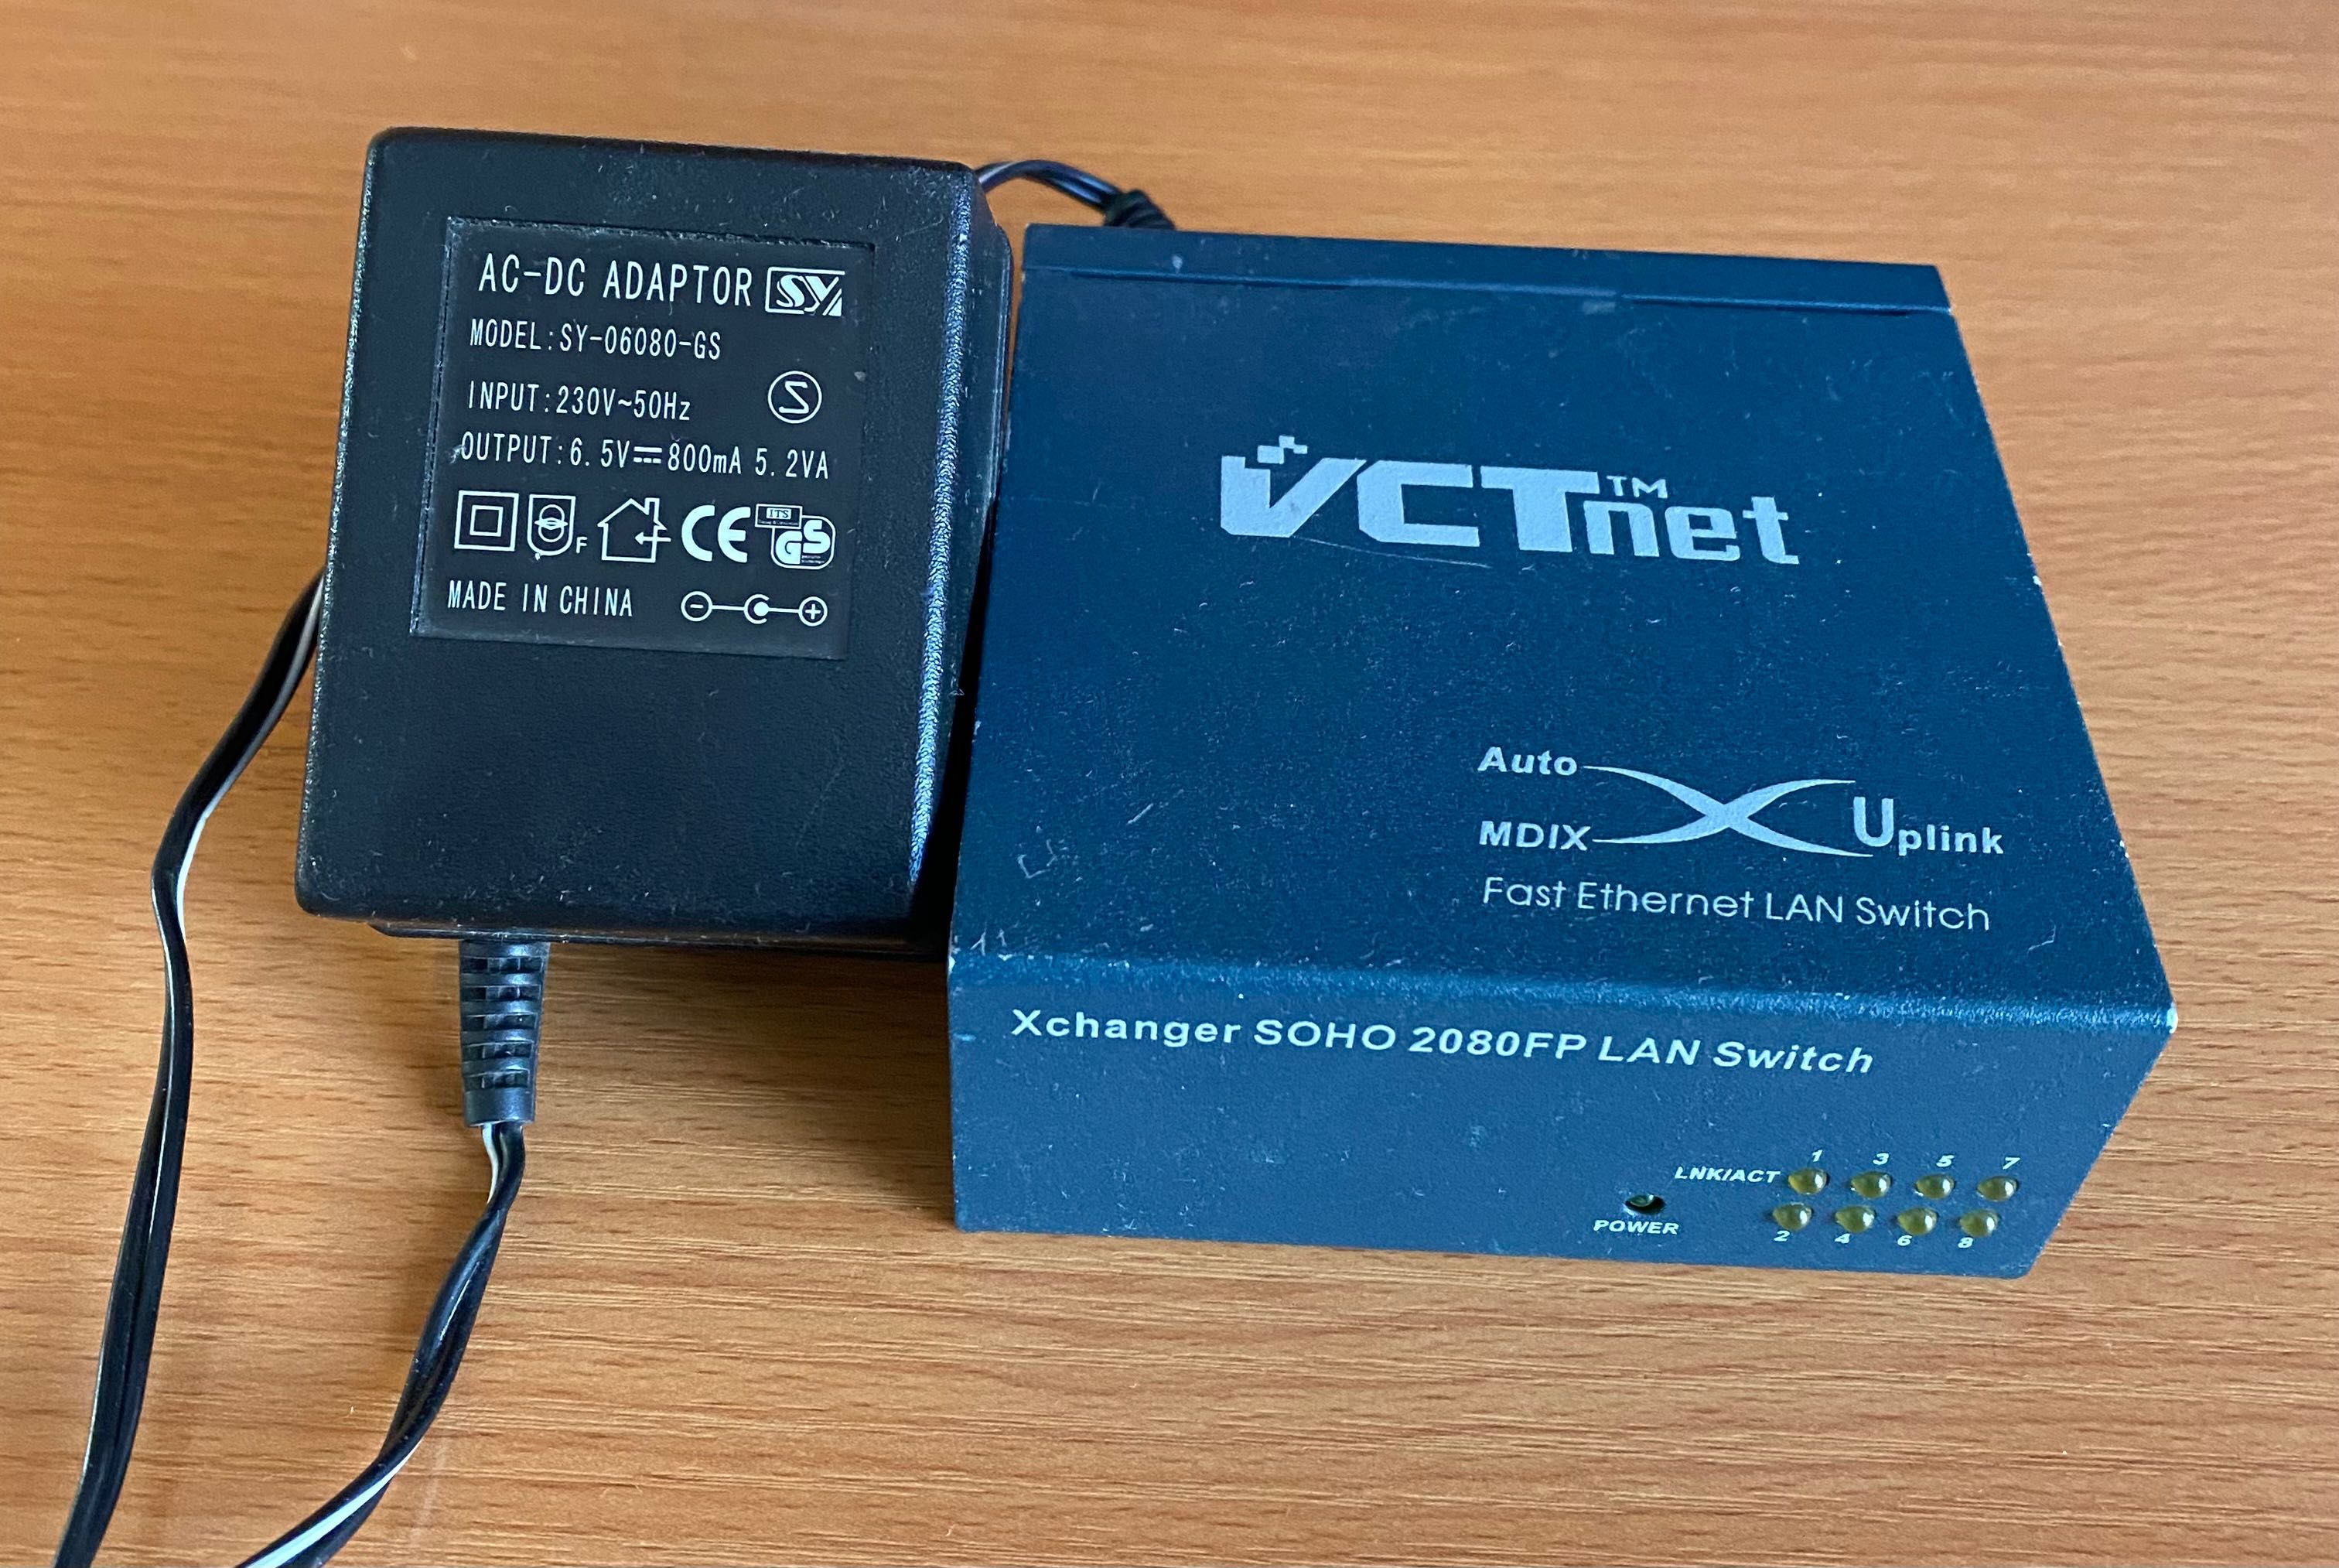 AC-DC ADAPTOR SY
MODEL:SY-06080-GS
INPUT:230V~50Hz S
OUTPUT:6.5V⎓800mA 5.2VA
F CE ITS GS
MADE IN CHINA - +
VCTnet™
Auto
MDIX X Uplink
Fast Ethernet LAN Switch
Xchanger SOHO 2080FP LAN Switch
1 3 5 7
LNK/ACT
POWER
2 4 6 8